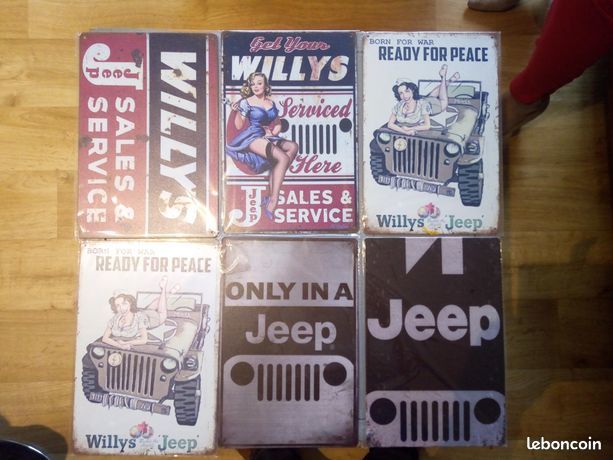 WILLYS
Jeep
SALES &
SERVICE
Get Your
WILLYS
Serviced
Here
Jeep
SALES &
SERVICE
BORN FOR WAR
READY FOR PEACE
Willys Jeep
BORN FOR WAR
READY FOR PEACE
Willys Jeep
ONLY IN A
Jeep
Jeep
leboncoin